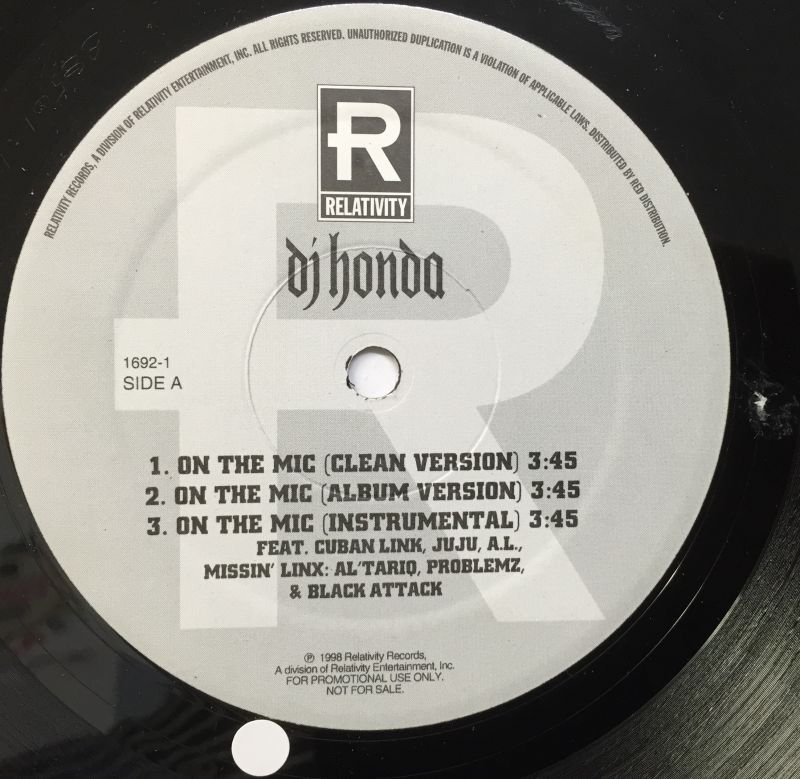 RELATIVITY RECORDS, A DIVISION OF RELATIVITY ENTERTAINMENT, INC. ALL RIGHTS RESERVED. UNAUTHORIZED DUPLICATION IS A VIOLATION OF APPLICABLE LAWS. DISTRIBUTED BY RED DISTRIBUTION.
R
RELATIVITY
dj honda
1692-1
SIDE A
1. ON THE MIC (CLEAN VERSION) 3:45
2. ON THE MIC (ALBUM VERSION) 3:45
3. ON THE MIC (INSTRUMENTAL) 3:45
FEAT. CUBAN LINK, JUJU, A.L.,
MISSIN' LINX: AL'TARIQ, PROBLEMZ,
& BLACK ATTACK
℗ 1998 Relativity Records,
A division of Relativity Entertainment, Inc.
FOR PROMOTIONAL USE ONLY.
NOT FOR SALE.